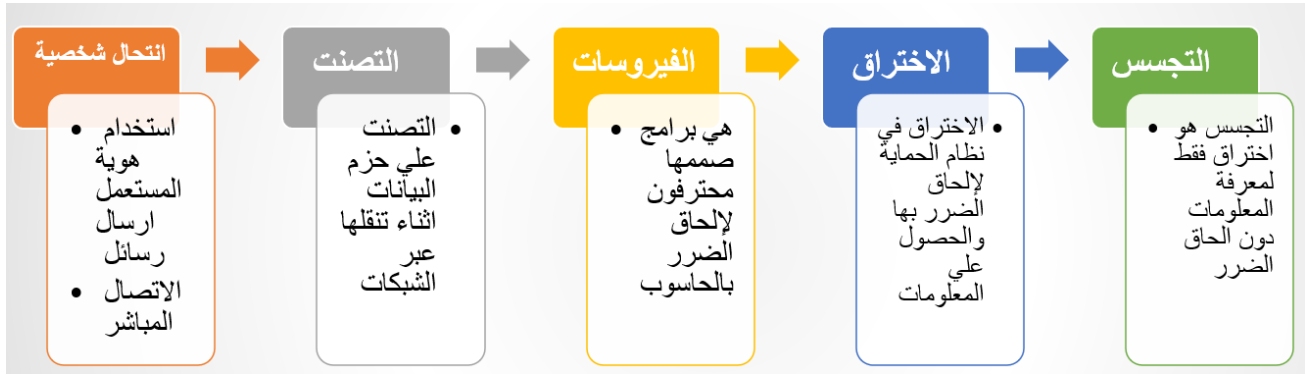 انتحال شخصية
• استخدام
هوية
المستعمل
ارسال
رسائل
• الاتصال
المباشر
التصنت
• التصنت
علي حزم
البيانات
اثناء تنقلها
عبر
الشبكات
الفيروسات
• هي برامج
صممها
محترفون
لإلحاق
الضرر
بالحاسوب
الاختراق
• الاختراق في
نظام الحماية
لإلحاق
الضرر بها
والحصول
علي
المعلومات
التجسس
• التجسس هو
اختراق فقط
لمعرفة
المعلومات
دون الحاق
الضرر